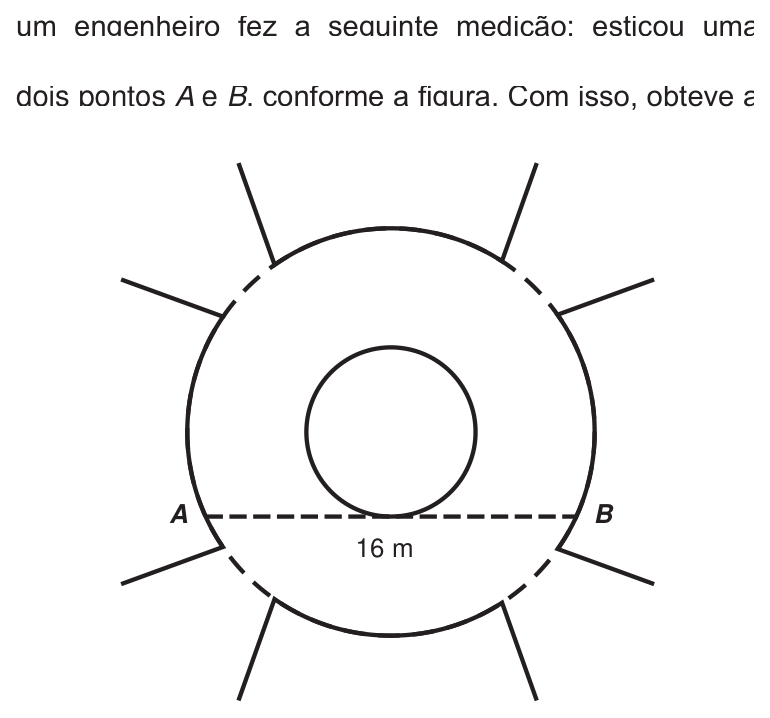 um engenheiro fez a seguinte medição: esticou uma
dois pontos A e B, conforme a figura. Com isso, obteve a
A
B
16 m